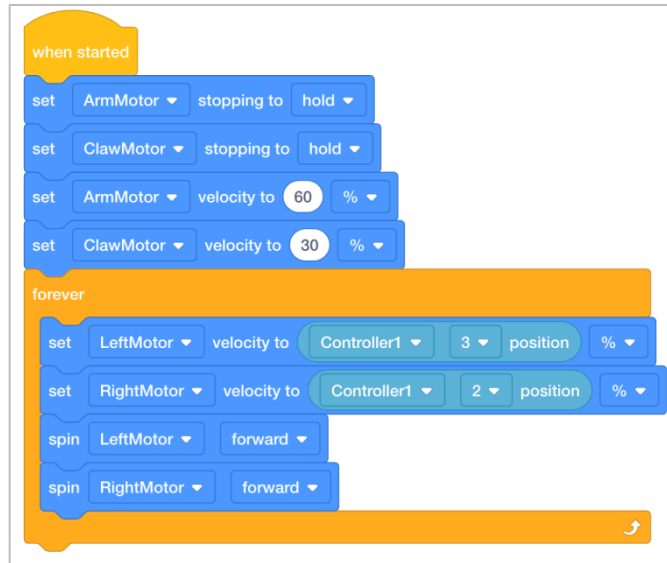 when started
set ArmMotor stopping to hold
set ClawMotor stopping to hold
set ArmMotor velocity to 60 %
set ClawMotor velocity to 30 %
forever
set LeftMotor velocity to Controller1 3 position %
set RightMotor velocity to Controller1 2 position %
spin LeftMotor forward
spin RightMotor forward